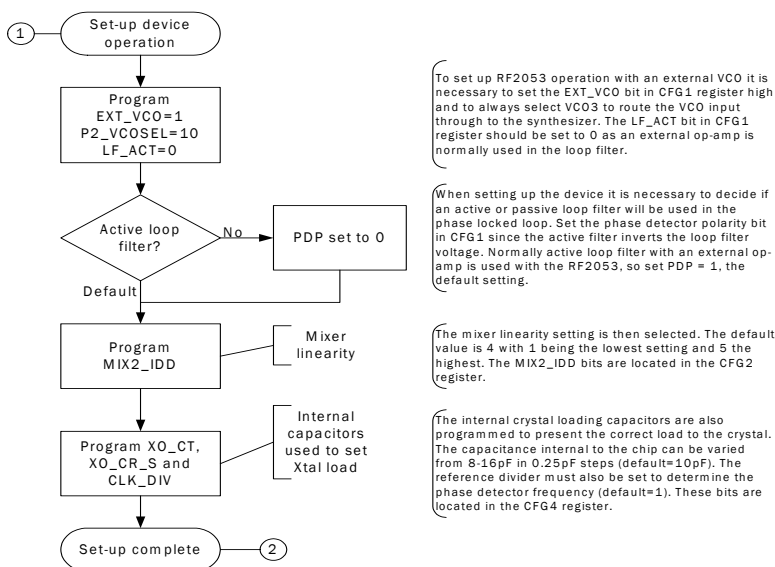 1
Set-up device
operation
Program
EXT_VCO=1
P2_VCOSEL=10
LF_ACT=0
To set up RF2053 operation with an external VCO it is
necessary to set the EXT_VCO bit in CFG1 register high
and to always select VCO3 to route the VCO input
through to the synthesizer. The LF_ACT bit in CFG1
register should be set to 0 as an external op-amp is
normally used in the loop filter.
Active loop
filter?
No
PDP set to 0
Default
When setting up the device it is necessary to decide if
an active or passive loop filter will be used in the
phase locked loop. Set the phase detector polarity bit
in CFG1 since the active filter inverts the loop filter
voltage. Normally active loop filter with an external op-
amp is used with the RF2053, so set PDP = 1, the
default setting.
Program
MIX2_IDD
Mixer
linearity
The mixer linearity setting is then selected. The default
value is 4 with 1 being the lowest setting and 5 the
highest. The MIX2_IDD bits are located in the CFG2
register.
Program XO_CT,
XO_CR_S and
CLK_DIV
Internal
capacitors
used to set
Xtal load
The internal crystal loading capacitors are also
programmed to present the correct load to the crystal.
The capacitance internal to the chip can be varied
from 8-16pF in 0.25pF steps (default=10pF). The
reference divider must also be set to determine the
phase detector frequency (default=1). These bits are
located in the CFG4 register.
Set-up complete
2